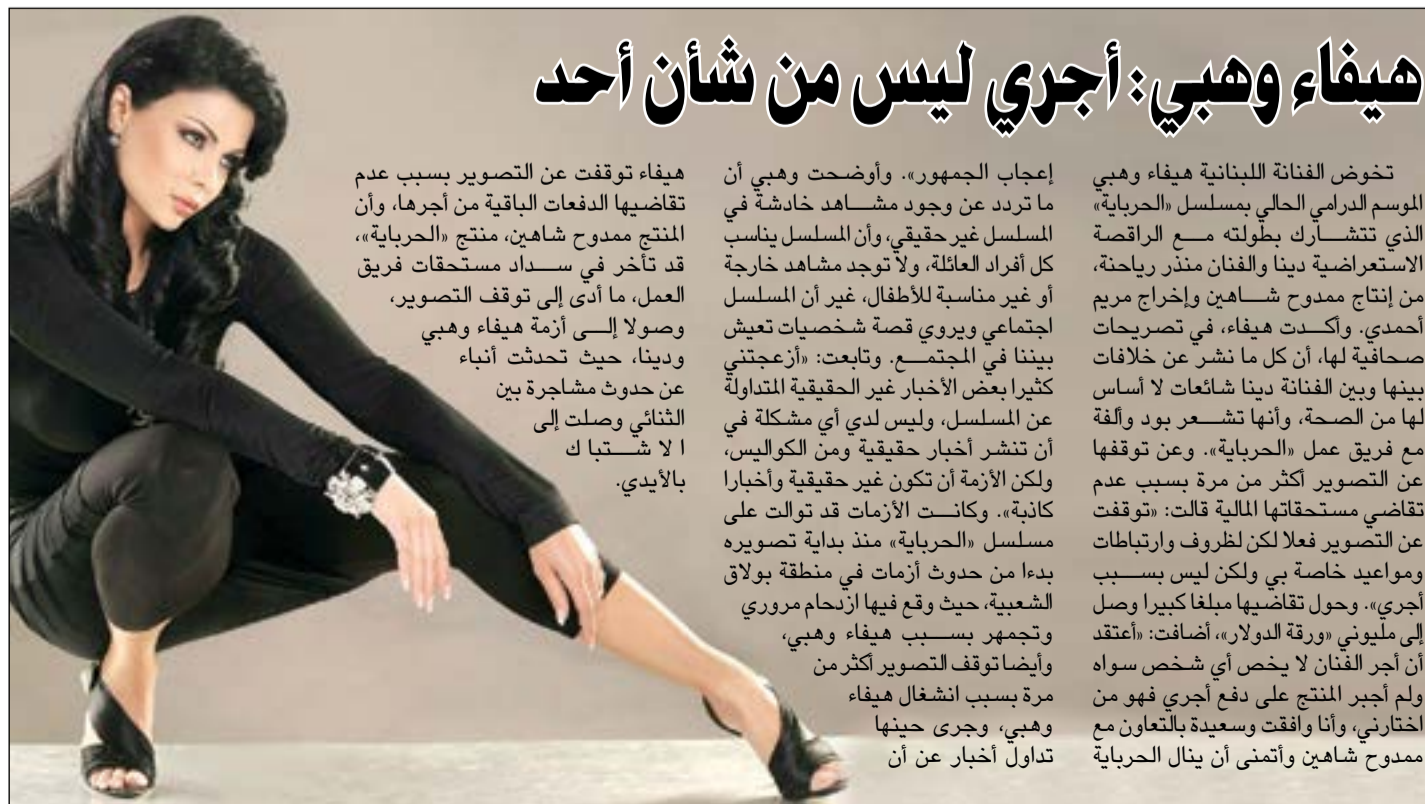 هيفاء وهبي: أجري ليس من شأن أحد
تخوض الفنانة اللبنانية هيفاء وهبي
الموسم الدرامي الحالي بمسلسل «الحرباية»
الذي تتشارك بطولته مع الراقصة
الاستعراضية دينا والفنان منذر رياحنة،
من إنتاج ممدوح شاهين وإخراج مريم
أحمدي. وأكدت هيفاء، في تصريحات
صحافية لها، أن كل ما نشر عن خلافات
بينها وبين الفنانة دينا شائعات لا أساس
لها من الصحة، وأنها تشعر بود وألفة
مع فريق عمل «الحرباية». وعن توقفها
عن التصوير أكثر من مرة بسبب عدم
تقاضي مستحقاتها المالية قالت: «توقفت
عن التصوير فعلا لكن لظروف وارتباطات
ومواعيد خاصة بي ولكن ليس بسبب
أجري». وحول تقاضيها مبلغا كبيرا وصل
إلى مليوني «ورقة الدولار»، أضافت: «أعتقد
أن أجر الفنان لا يخص أي شخص سواه
ولم أجبر المنتج على دفع أجري فهو من
اختارني، وأنا وافقت وسعيدة بالتعاون مع
ممدوح شاهين وأتمنى أن ينال الحرباية
إعجاب الجمهور». وأوضحت وهبي أن
ما تردد عن وجود مشاهد خادشة في
المسلسل غير حقيقي، وأن المسلسل يناسب
كل أفراد العائلة، ولا توجد مشاهد خارجة
أو غير مناسبة للأطفال، غير أن المسلسل
اجتماعي ويروي قصة شخصيات تعيش
بيننا في المجتمع. وتابعت: «أزعجتني
كثيرا بعض الأخبار غير الحقيقية المتداولة
عن المسلسل، وليس لدي أي مشكلة في
أن تنشر أخبار حقيقية ومن الكواليس،
ولكن الأزمة أن تكون غير حقيقية وأخبارا
كاذبة». وكانت الأزمات قد توالت على
مسلسل «الحرباية» منذ بداية تصويره
بدءا من حدوث أزمات في منطقة بولاق
الشعبية، حيث وقع فيها ازدحام مروري
وتجمهر بسبب هيفاء وهبي،
وأيضا توقف التصوير أكثر من
مرة بسبب انشغال هيفاء
وهبي، وجرى حينها
تداول أخبار عن أن
هيفاء توقفت عن التصوير بسبب عدم
تقاضيها الدفعات الباقية من أجرها، وأن
المنتج ممدوح شاهين، منتج «الحرباية»،
قد تأخر في سداد مستحقات فريق
العمل، ما أدى إلى توقف التصوير،
وصولا إلى أزمة هيفاء وهبي
ودينا، حيث تحدثت أنباء
عن حدوث مشاجرة بين
الثنائي وصلت إلى
ا لا شتبا ك
بالأيدي.